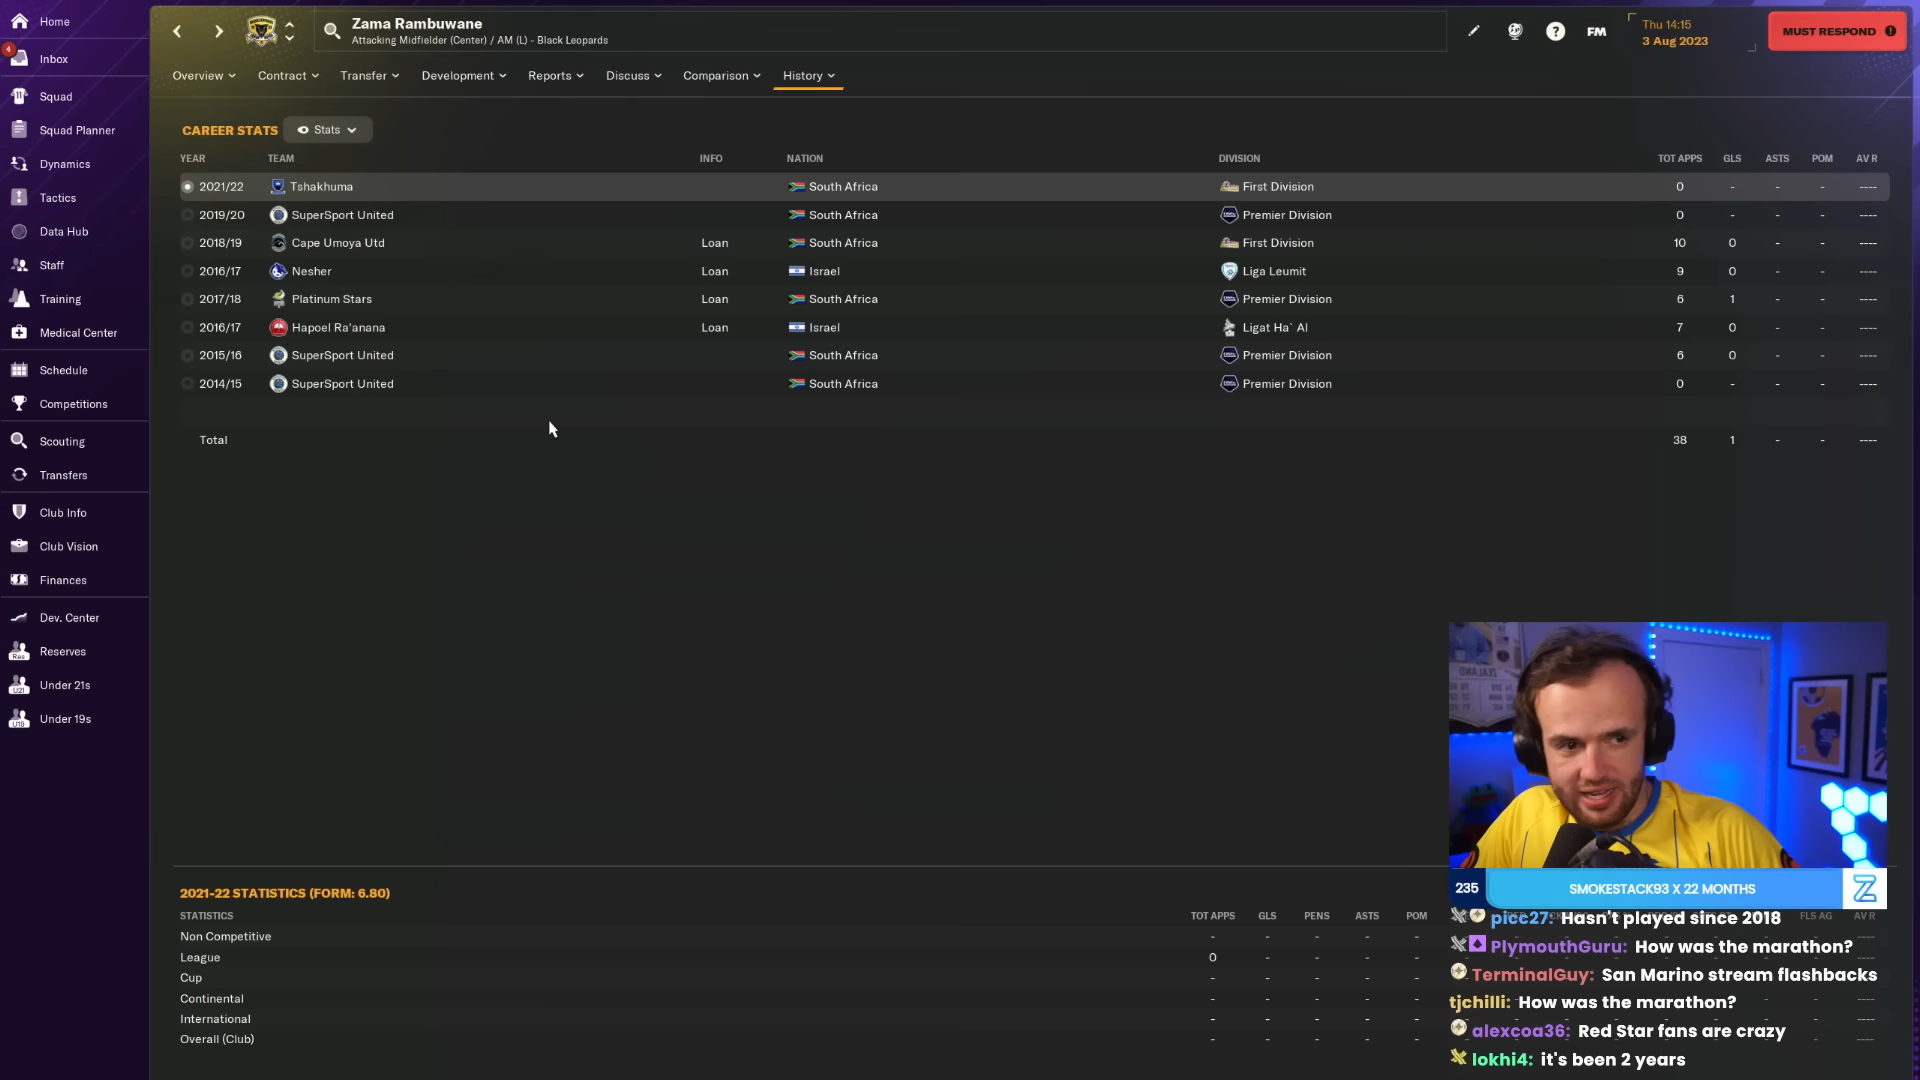 Home
4
Inbox
Squad
Squad Planner
Dynamics
Tactics
Data Hub
Staff
Training
Medical Center
Schedule
Competitions
Scouting
Transfers
Club Info
Club Vision
Finances
Dev. Center
Reserves
Under 21s
Under 19s
Zama Rambuwane
Attacking Midfielder (Center) / AM (L) - Black Leopards
FM
Thu 14:15
3 Aug 2023
MUST RESPOND
Overview Contract Transfer Development Reports Discuss Comparison History
CAREER STATS Stats
YEAR TEAM INFO NATION DIVISION TOT APPS GLS ASTS POM AV R
2021/22 Tshakhuma South Africa First Division 0 - - - ----
2019/20 SuperSport United South Africa Premier Division 0 - - - ----
2018/19 Cape Umoya Utd Loan South Africa First Division 10 0 - - ----
2016/17 Nesher Loan Israel Liga Leumit 9 0 - - ----
2017/18 Platinum Stars Loan South Africa Premier Division 6 1 - - ----
2016/17 Hapoel Ra'anana Loan Israel Ligat Ha` Al 7 0 - - ----
2015/16 SuperSport United South Africa Premier Division 6 0 - - ----
2014/15 SuperSport United South Africa Premier Division 0 - - - ----
Total 38 1 - - ----
2021-22 STATISTICS (FORM: 6.80)
STATISTICS TOT APPS GLS PENS ASTS POM FLS AG AV R
Non Competitive - - - - -
League 0 - - - -
Cup - - - - -
Continental - - - - -
International - - - - -
Overall (Club) - - - - -
ZEALAND
235 SMOKESTACK93 X 22 MONTHS Z
picc27: Hasn't played since 2018
PlymouthGuru: How was the marathon?
TerminalGuy: San Marino stream flashbacks
tjchilli: How was the marathon?
alexcoa36: Red Star fans are crazy
lokhi4: it's been 2 years